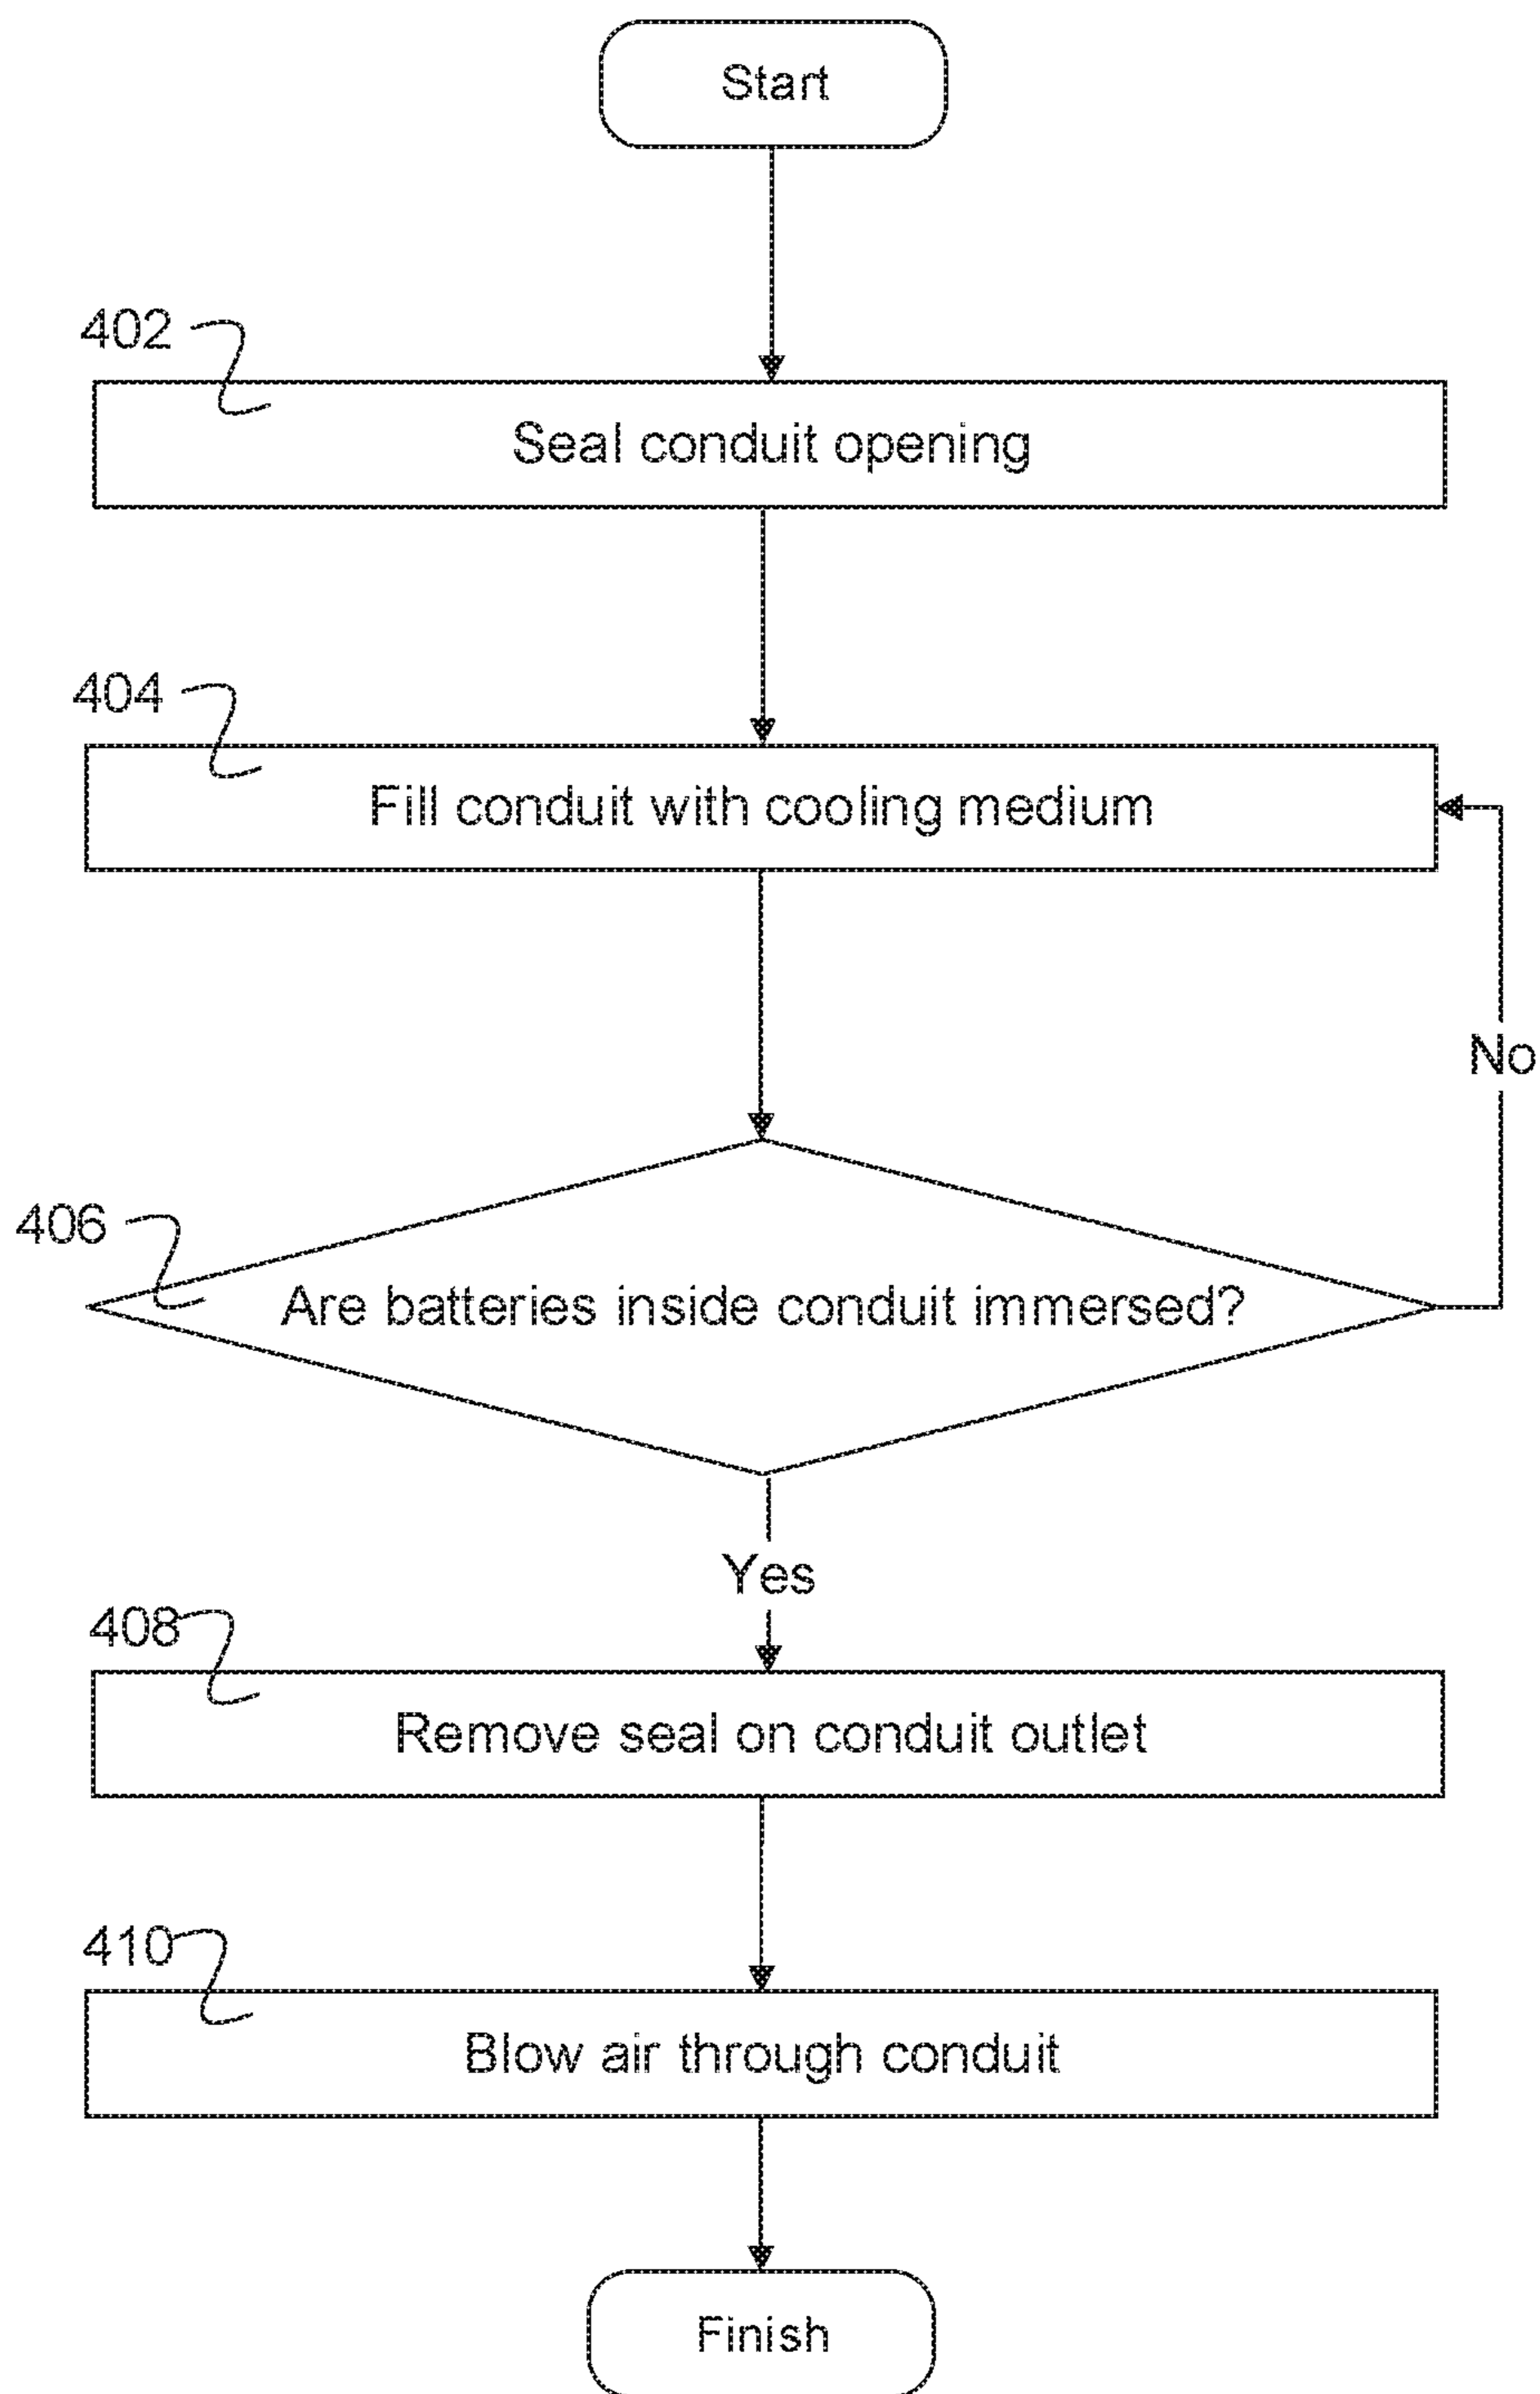 Start
402
Seal conduit opening
404
Fill conduit with cooling medium
No
406
Are batteries inside conduit immersed?
Yes
408
Remove seal on conduit outlet
410
Blow air through conduit
Finish